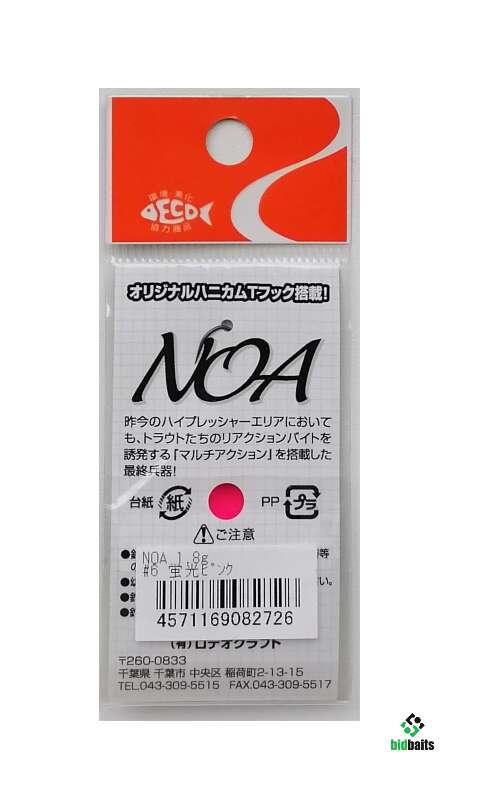 環境・美化
ECO
協力商品
オリジナルハニカムTフック搭載!
NOA
昨今のハイプレッシャーエリアにおいて
も、トラウトたちのリアクションバイトを
誘発する「マルチアクション」を搭載した
最終兵器!
台紙 紙 PP プラ
ご注意
NOA 1.8g
#6 蛍光ピンク
4571169082726
(有)ロデオクラフト
〒260-0833
千葉県 千葉市 中央区 稲荷町2-13-15
TEL.043-309-5515 FAX.043-309-5517
bidbaits